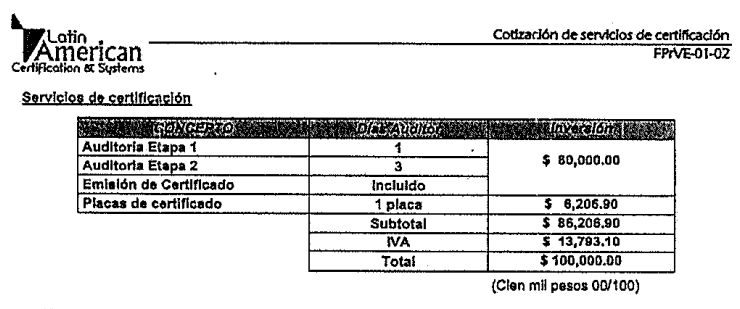 Latin
American
Certification & Systems
Cotización de servicios de certificación
FPrVE-01-02
Servicios de certificación
CONCEPTO Días Auditor Inversión
Auditoria Etapa 1 1
$ 80,000.00
Auditoria Etapa 2 3
Emisión de Certificado Incluido
Placas de certificado 1 placa $ 6,206.90
Subtotal $ 86,206.90
IVA $ 13,793.10
Total $ 100,000.00
(Cien mil pesos 00/100)